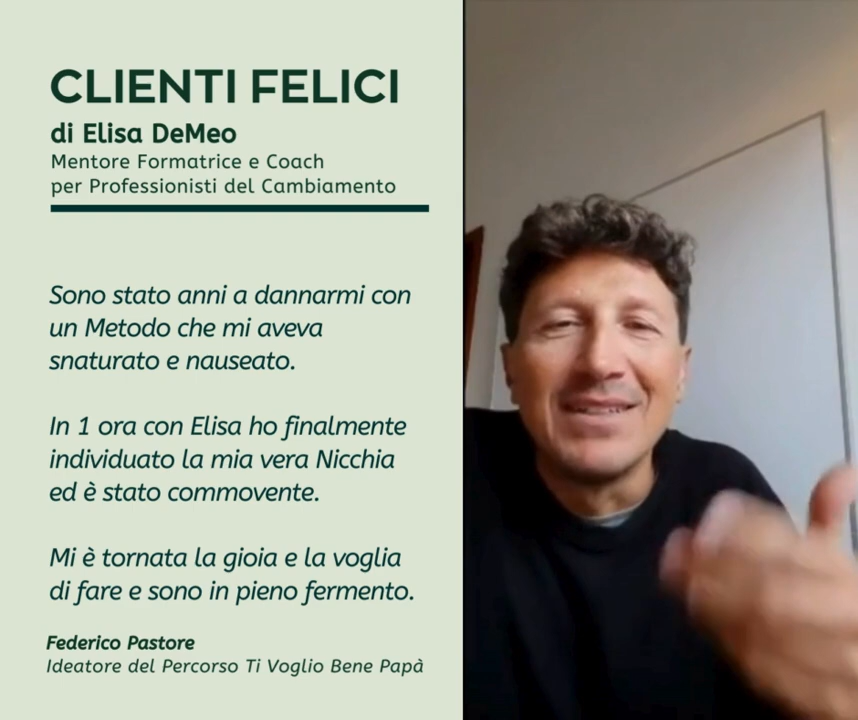 CLIENTI FELICI
di Elisa DeMeo
Mentore Formatrice e Coach
per Professionisti del Cambiamento
Sono stato anni a dannarmi con
un Metodo che mi aveva
snaturato e nauseato.
In 1 ora con Elisa ho finalmente
individuato la mia vera Nicchia
ed è stato commovente.
Mi è tornata la gioia e la voglia
di fare e sono in pieno fermento.
Federico Pastore
Ideatore del Percorso Ti Voglio Bene Papà